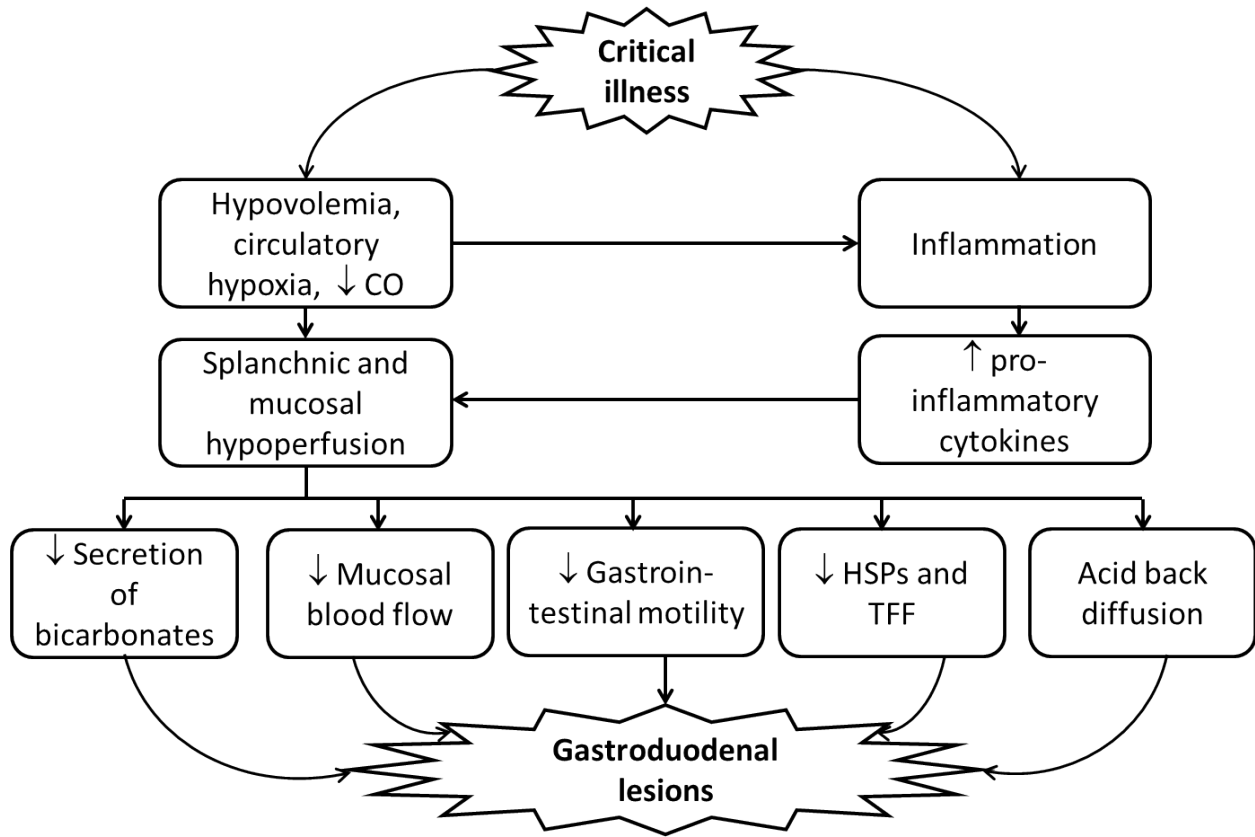 Critical
illness
Hypovolemia,
circulatory
hypoxia, ↓ CO
Inflammation
Splanchnic and
mucosal
hypoperfusion
↑ pro-
inflammatory
cytokines
↓ Secretion
of
bicarbonates
↓ Mucosal
blood flow
↓ Gastroin-
testinal motility
↓ HSPs and
TFF
Acid back
diffusion
Gastroduodenal
lesions